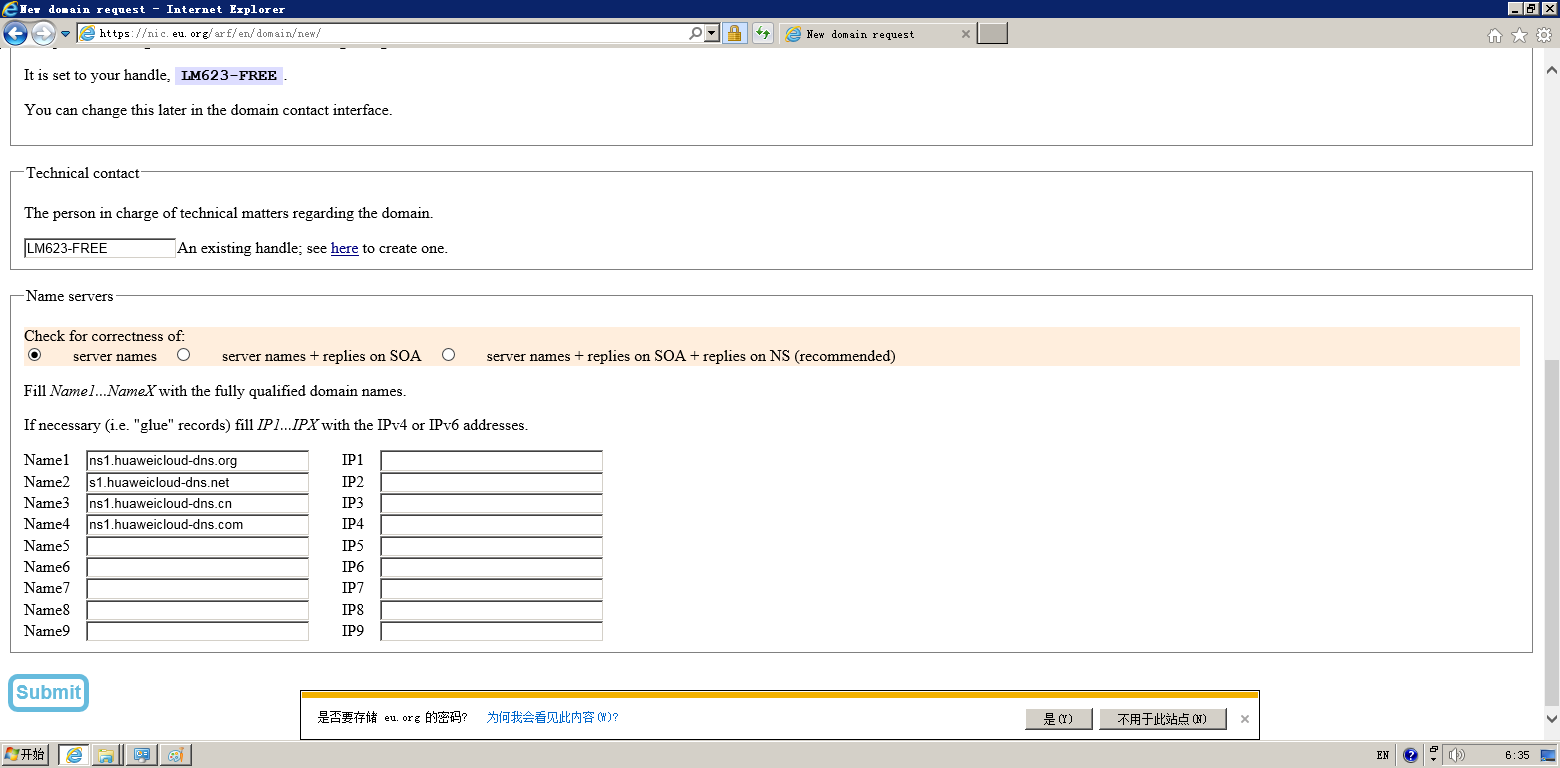 New domain request - Internet Explorer
https://nic.eu.org/arf/en/domain/new/
New domain request
It is set to your handle, LM623-FREE.
You can change this later in the domain contact interface.
Technical contact
The person in charge of technical matters regarding the domain.
LM623-FREE An existing handle; see here to create one.
Name servers
Check for correctness of:
server names server names + replies on SOA server names + replies on SOA + replies on NS (recommended)
Fill Name1...NameX with the fully qualified domain names.
If necessary (i.e. "glue" records) fill IP1...IPX with the IPv4 or IPv6 addresses.
Name1 ns1.huaweicloud-dns.org IP1
Name2 s1.huaweicloud-dns.net IP2
Name3 ns1.huaweicloud-dns.cn IP3
Name4 ns1.huaweicloud-dns.com IP4
Name5 IP5
Name6 IP6
Name7 IP7
Name8 IP8
Name9 IP9
Submit
是否要存储 eu.org 的密码? 为何我会看见此内容(W)? 是(Y) 不用于此站点(N)
开始 EN 6:35